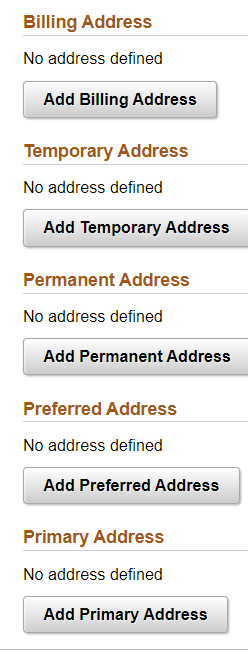 Billing Address
No address defined
Add Billing Address
Temporary Address
No address defined
Add Temporary Address
Permanent Address
No address defined
Add Permanent Address
Preferred Address
No address defined
Add Preferred Address
Primary Address
No address defined
Add Primary Address